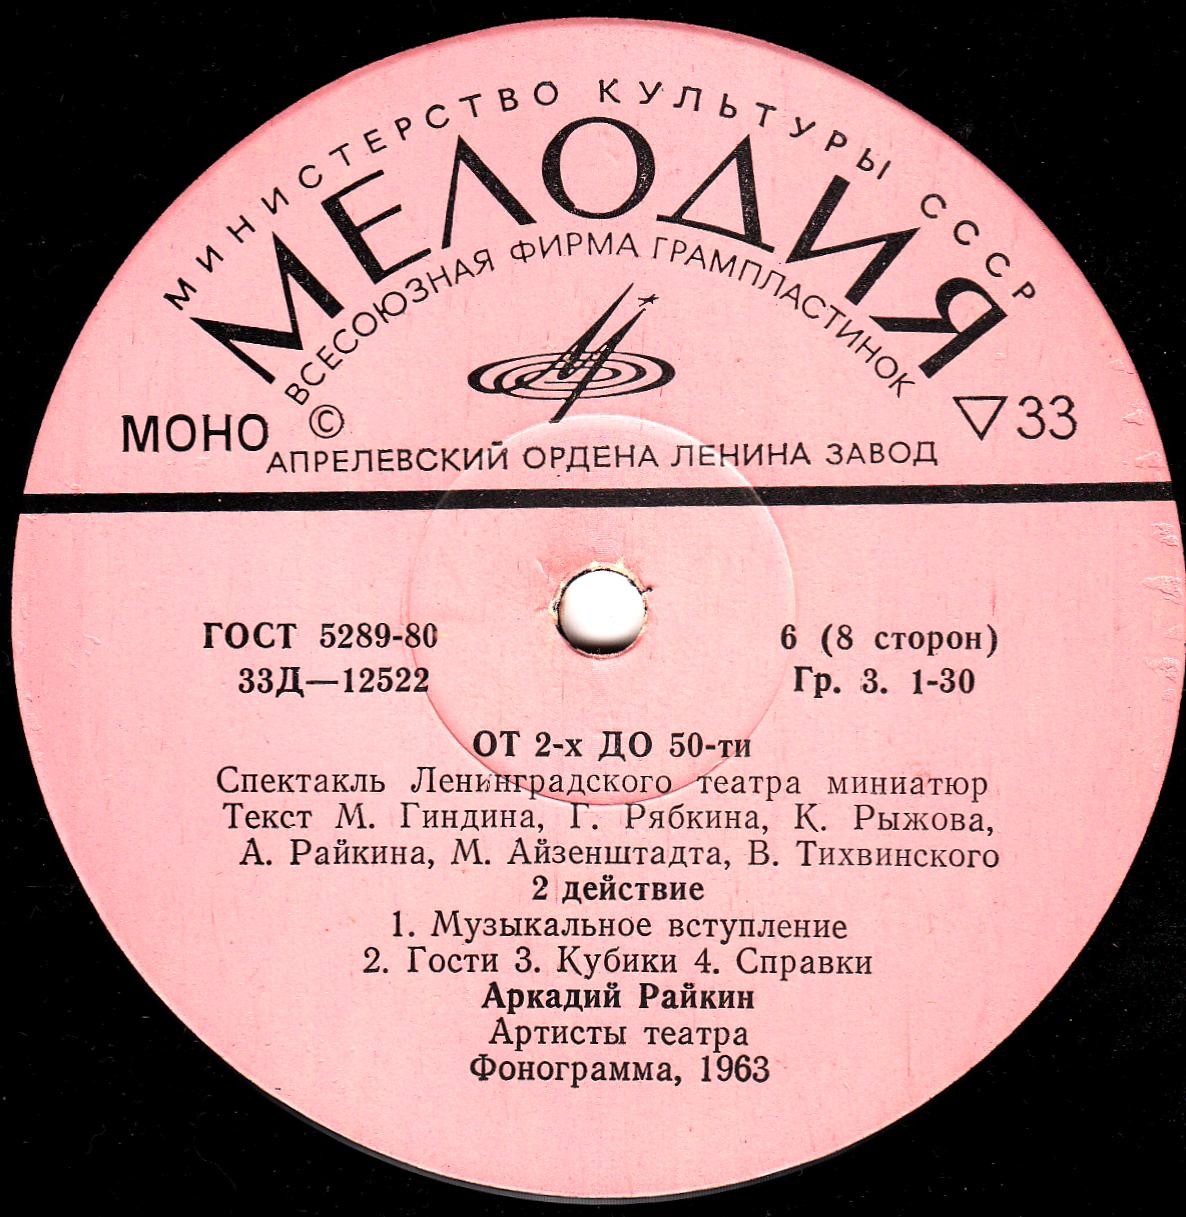 МИНИСТЕРСТВО КУЛЬТУРЫ СССР
МЕЛОДИЯ
ВСЕСОЮЗНАЯ ФИРМА ГРАМПЛАСТИНОК
МОНО
©
▽33
АПРЕЛЕВСКИЙ ОРДЕНА ЛЕНИНА ЗАВОД
ГОСТ 5289-80
6 (8 сторон)
33Д—12522
Гр. 3. 1-30
ОТ 2-х ДО 50-ти
Спектакль Ленинградского театра миниатюр
Текст М. Гиндина, Г. Рябкина, К. Рыжова,
А. Райкина, М. Айзенштадта, В. Тихвинского
2 действие
1. Музыкальное вступление
2. Гости 3. Кубики 4. Справки
Аркадий Райкин
Артисты театра
Фонограмма, 1963